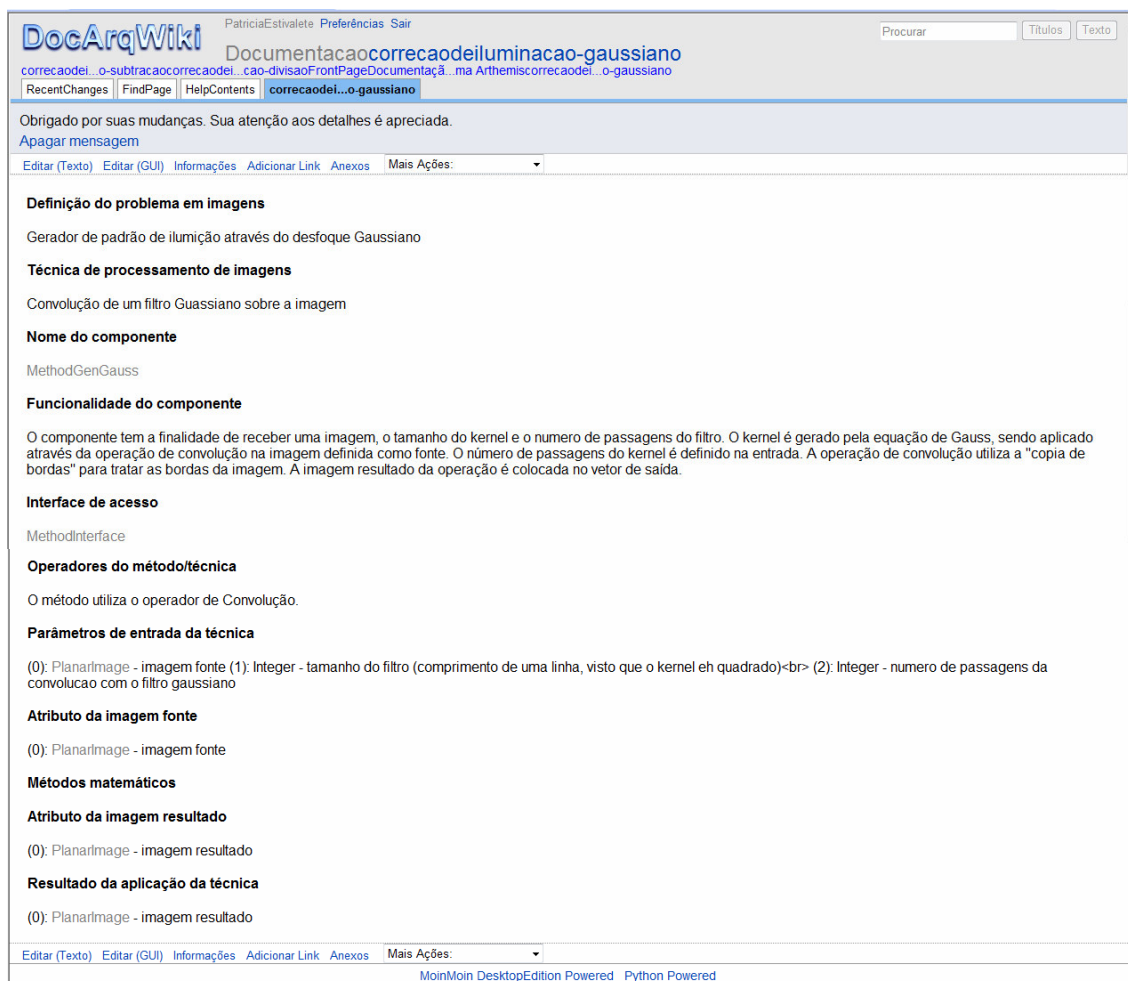 DocArqWiki
PatriciaEstivalete Preferências Sair
Procurar Títulos Texto
Documentacaocorrecaodeiluminacao-gaussiano
correcaodei...o-subtracaocorrecaodei...cao-divisaoFrontPageDocumentaçã...ma Arthemiscorrecaodei...o-gaussiano
RecentChanges FindPage HelpContents correcaodei...o-gaussiano
Obrigado por suas mudanças. Sua atenção aos detalhes é apreciada.
Apagar mensagem
Editar (Texto) Editar (GUI) Informações Adicionar Link Anexos Mais Ações:
Definição do problema em imagens
Gerador de padrão de ilumição através do desfoque Gaussiano
Técnica de processamento de imagens
Convolução de um filtro Guassiano sobre a imagem
Nome do componente
MethodGenGauss
Funcionalidade do componente
O componente tem a finalidade de receber uma imagem, o tamanho do kernel e o numero de passagens do filtro. O kernel é gerado pela equação de Gauss, sendo aplicado
através da operação de convolução na imagem definida como fonte. O número de passagens do kernel é definido na entrada. A operação de convolução utiliza a "copia de
bordas" para tratar as bordas da imagem. A imagem resultado da operação é colocada no vetor de saída.
Interface de acesso
MethodInterface
Operadores do método/técnica
O método utiliza o operador de Convolução.
Parâmetros de entrada da técnica
(0): PlanarImage - imagem fonte (1): Integer - tamanho do filtro (comprimento de uma linha, visto que o kernel eh quadrado)<br> (2): Integer - numero de passagens da
convolucao com o filtro gaussiano
Atributo da imagem fonte
(0): PlanarImage - imagem fonte
Métodos matemáticos
Atributo da imagem resultado
(0): PlanarImage - imagem resultado
Resultado da aplicação da técnica
(0): PlanarImage - imagem resultado
Editar (Texto) Editar (GUI) Informações Adicionar Link Anexos Mais Ações:
MoinMoin DesktopEdition Powered Python Powered